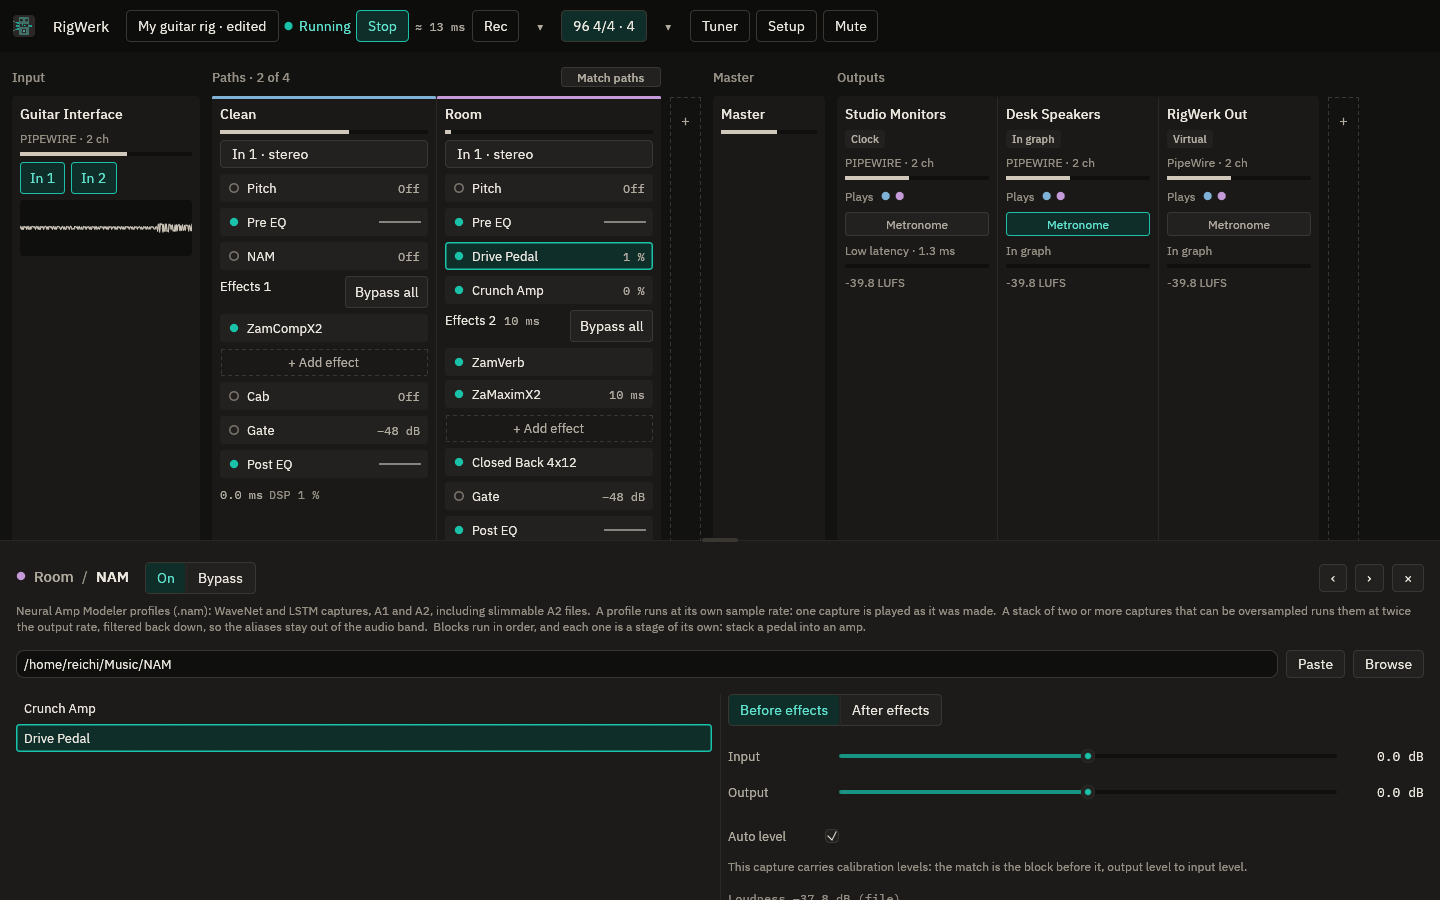 RigWerk
My guitar rig · edited
Running
Stop
≈ 13 ms
Rec
96 4/4 · 4
Tuner
Setup
Mute
Input
Guitar Interface
PIPEWIRE · 2 ch
In 1
In 2
Paths · 2 of 4
Match paths
Clean
In 1 · stereo
Pitch Off
Pre EQ
NAM Off
Effects 1
Bypass all
ZamCompX2
+ Add effect
Cab Off
Gate −48 dB
Post EQ
0.0 ms DSP 1 %
Room
In 1 · stereo
Pitch Off
Pre EQ
Drive Pedal 1 %
Crunch Amp 0 %
Effects 2 10 ms
Bypass all
ZamVerb
ZaMaximX2 10 ms
+ Add effect
Closed Back 4x12
Gate −48 dB
Post EQ
+
Master
Master
Outputs
Studio Monitors
Clock
PIPEWIRE · 2 ch
Plays
Metronome
Low latency · 1.3 ms
-39.8 LUFS
Desk Speakers
In graph
PIPEWIRE · 2 ch
Plays
Metronome
In graph
-39.8 LUFS
RigWerk Out
Virtual
PipeWire · 2 ch
Plays
Metronome
In graph
-39.8 LUFS
+
Room / NAM
On
Bypass
Neural Amp Modeler profiles (.nam): WaveNet and LSTM captures, A1 and A2, including slimmable A2 files. A profile runs at its own sample rate: one capture is played as it was made. A stack of two or more captures that can be oversampled runs them at twice
the output rate, filtered back down, so the aliases stay out of the audio band. Blocks run in order, and each one is a stage of its own: stack a pedal into an amp.
/home/reichi/Music/NAM
Paste
Browse
Crunch Amp
Drive Pedal
Before effects
After effects
Input 0.0 dB
Output 0.0 dB
Auto level
This capture carries calibration levels: the match is the block before it, output level to input level.
Loudness −37.8 dB (file)